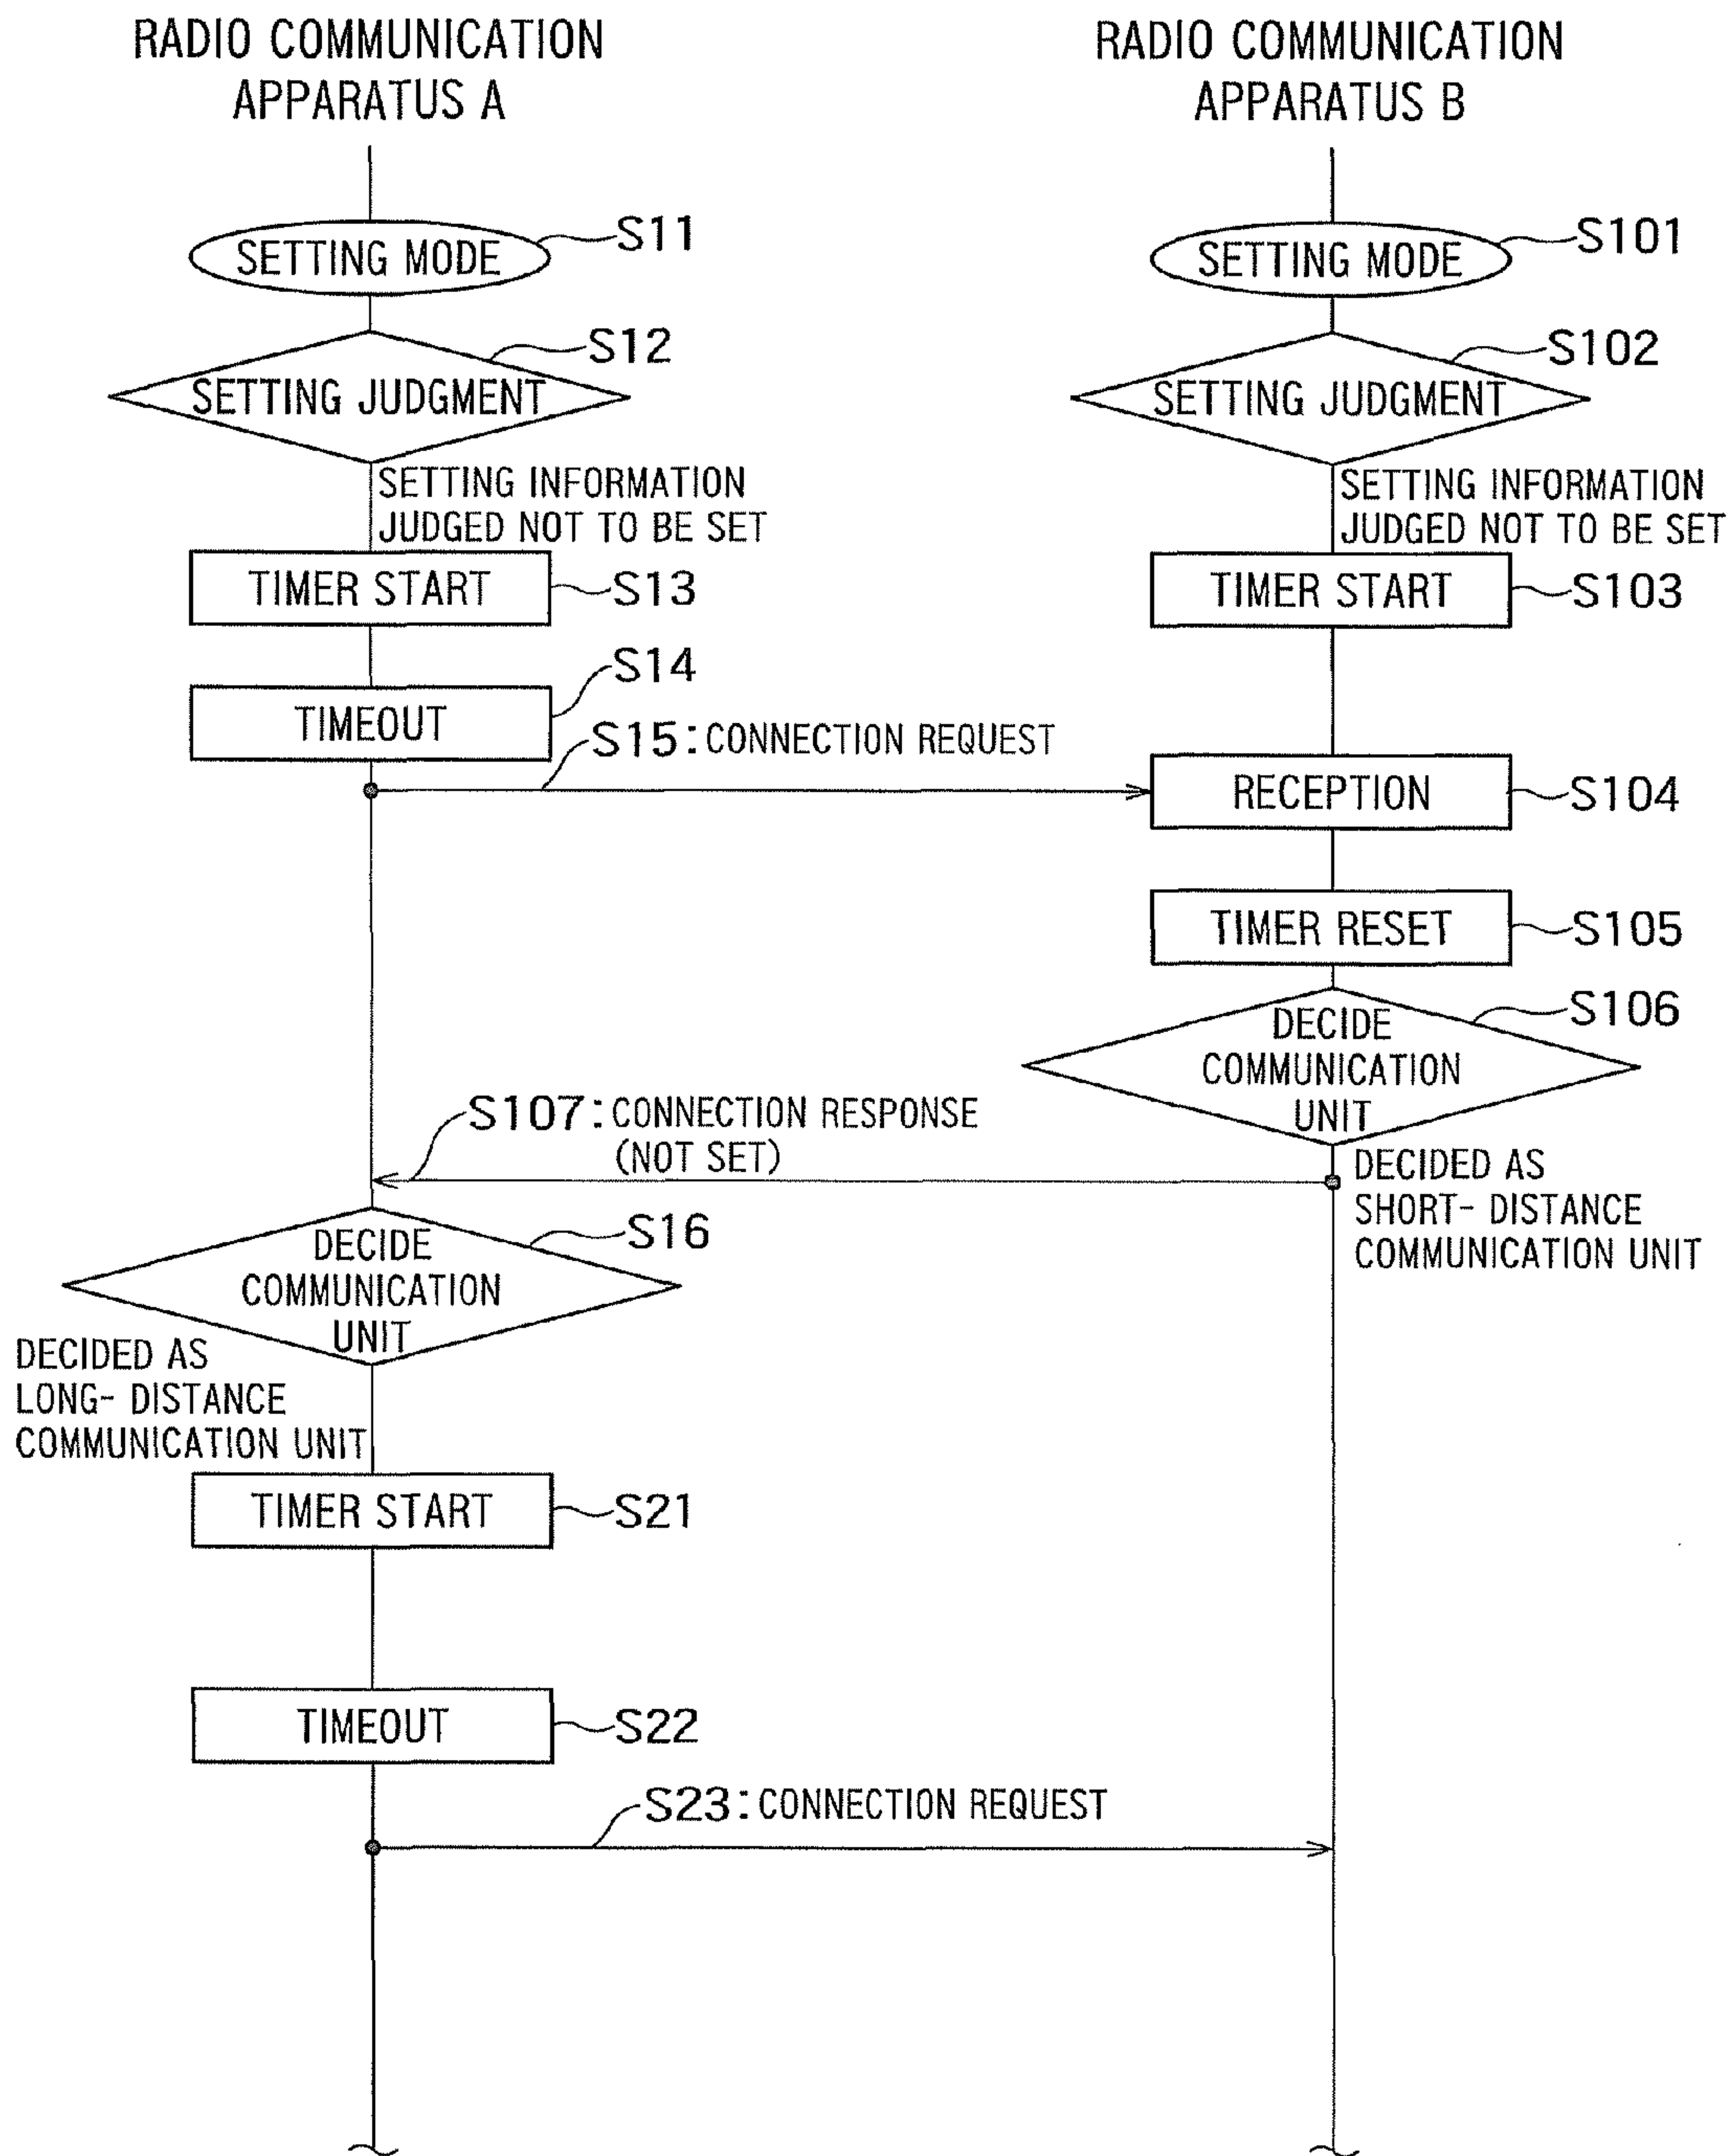 RADIO COMMUNICATION
APPARATUS A
RADIO COMMUNICATION
APPARATUS B
SETTING MODE
S11
SETTING MODE
S101
SETTING JUDGMENT
S12
SETTING JUDGMENT
S102
SETTING INFORMATION
JUDGED NOT TO BE SET
SETTING INFORMATION
JUDGED NOT TO BE SET
TIMER START
S13
TIMER START
S103
TIMEOUT
S14
S15: CONNECTION REQUEST
RECEPTION
S104
TIMER RESET
S105
DECIDE
COMMUNICATION
UNIT
S106
S107: CONNECTION RESPONSE
(NOT SET)
DECIDED AS
SHORT- DISTANCE
COMMUNICATION UNIT
DECIDE
COMMUNICATION
UNIT
S16
DECIDED AS
LONG- DISTANCE
COMMUNICATION UNIT
TIMER START
S21
TIMEOUT
S22
S23: CONNECTION REQUEST